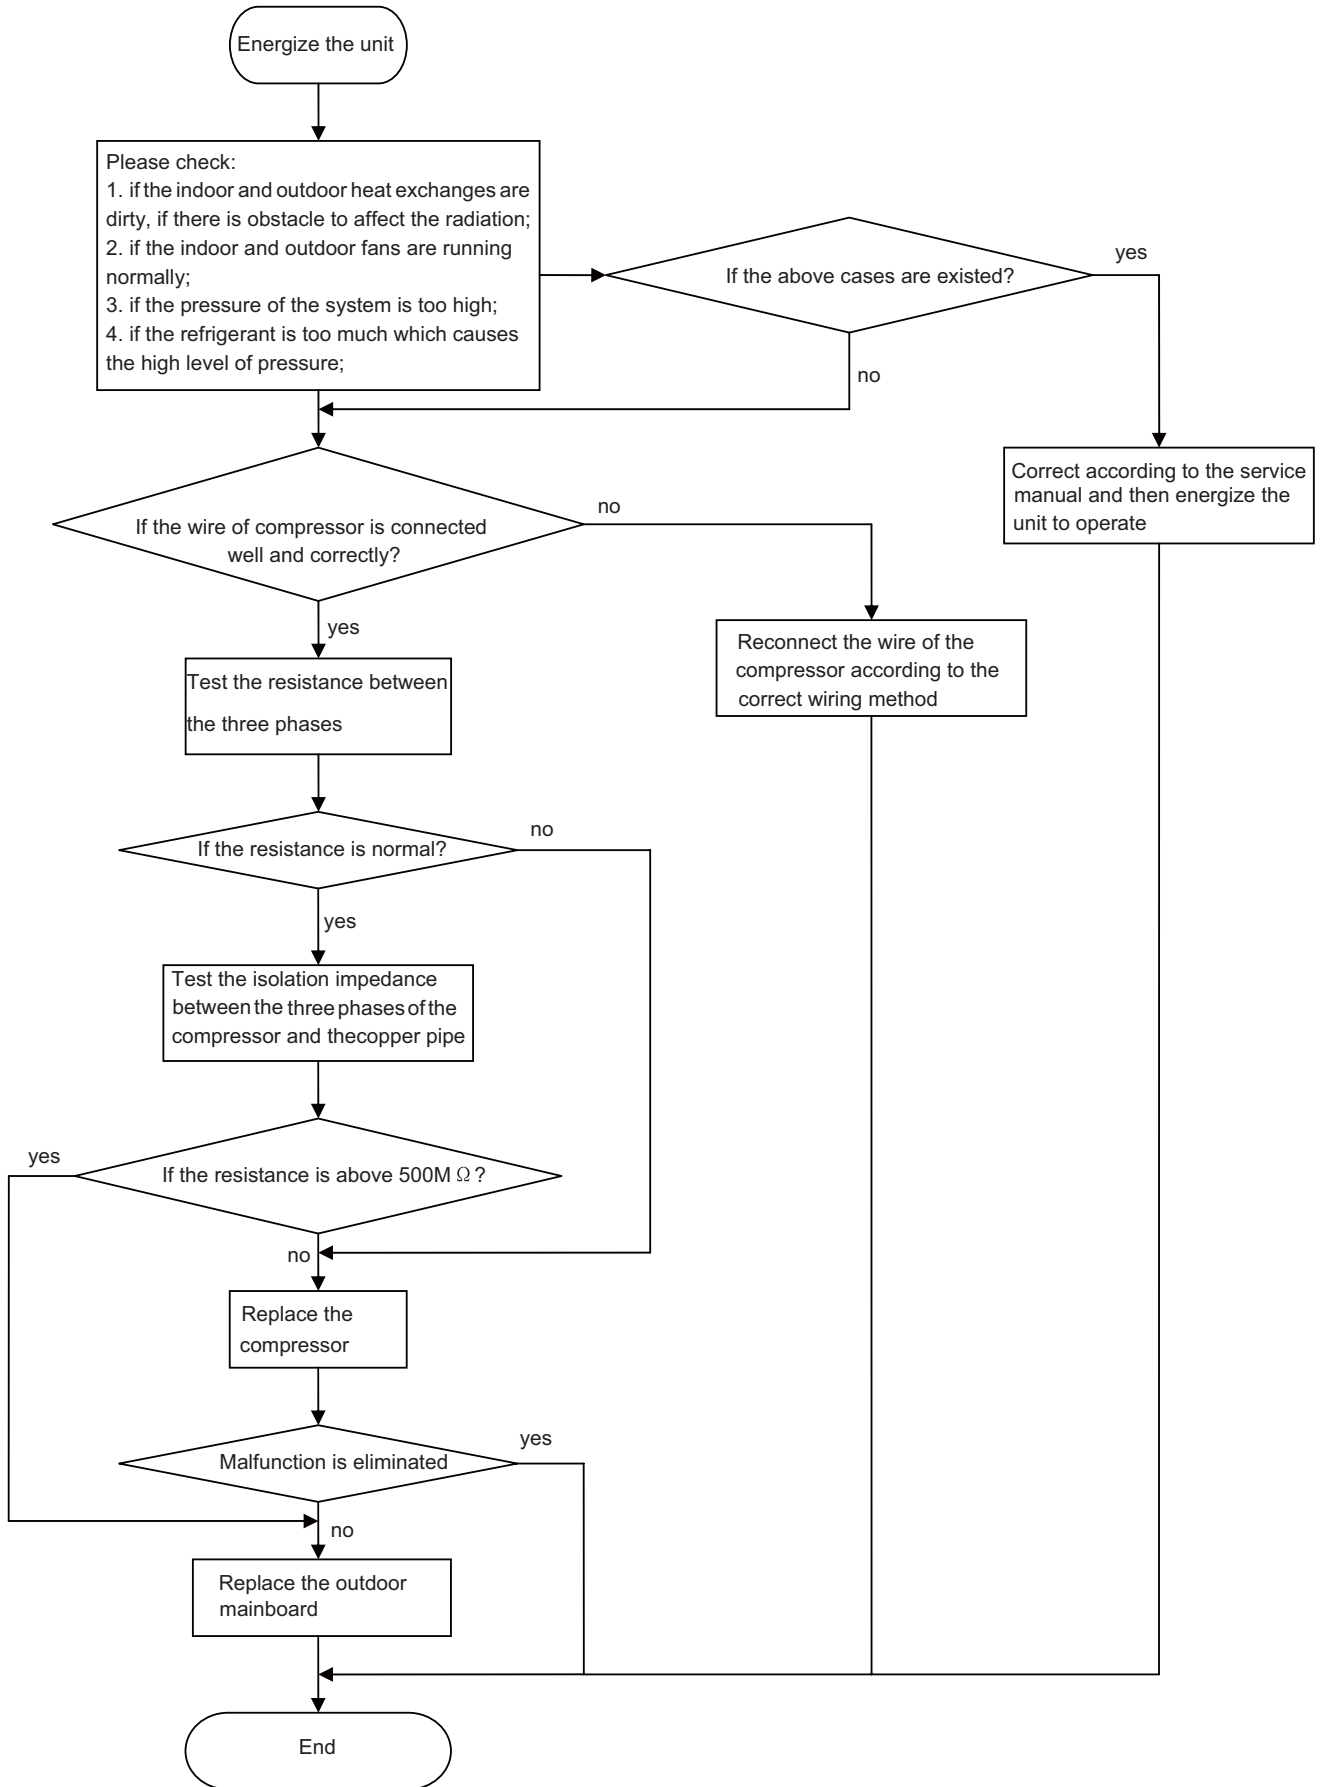 Energize the unit
Please check:
1. if the indoor and outdoor heat exchanges are
dirty, if there is obstacle to affect the radiation;
2. if the indoor and outdoor fans are running
normally;
3. if the pressure of the system is too high;
4. if the refrigerant is too much which causes
the high level of pressure;
If the above cases are existed?
yes
no
Correct according to the service
manual and then energize the
unit to operate
If the wire of compressor is connected
well and correctly?
no
yes
Reconnect the wire of the
compressor according to the
correct wiring method
Test the resistance between
the three phases
If the resistance is normal?
no
yes
Test the isolation impedance
between the three phases of the
compressor and thecopper pipe
yes
If the resistance is above 500M Ω ?
no
Replace the
compressor
Malfunction is eliminated
yes
no
Replace the outdoor
mainboard
End